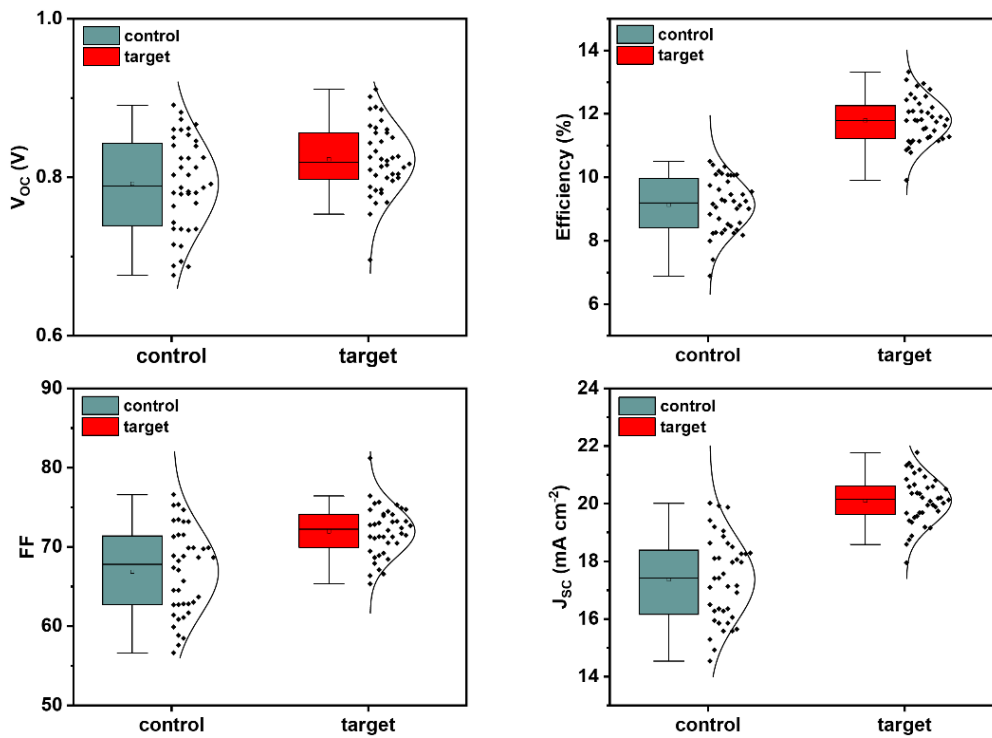 V_OC (V)
1.0
0.8
0.6
control
target
control
target
Efficiency (%)
14
12
10
8
6
control
target
control
target
FF
90
80
70
60
50
control
target
control
target
J_SC (mA cm⁻²)
24
22
20
18
16
14
12
control
target
control
target